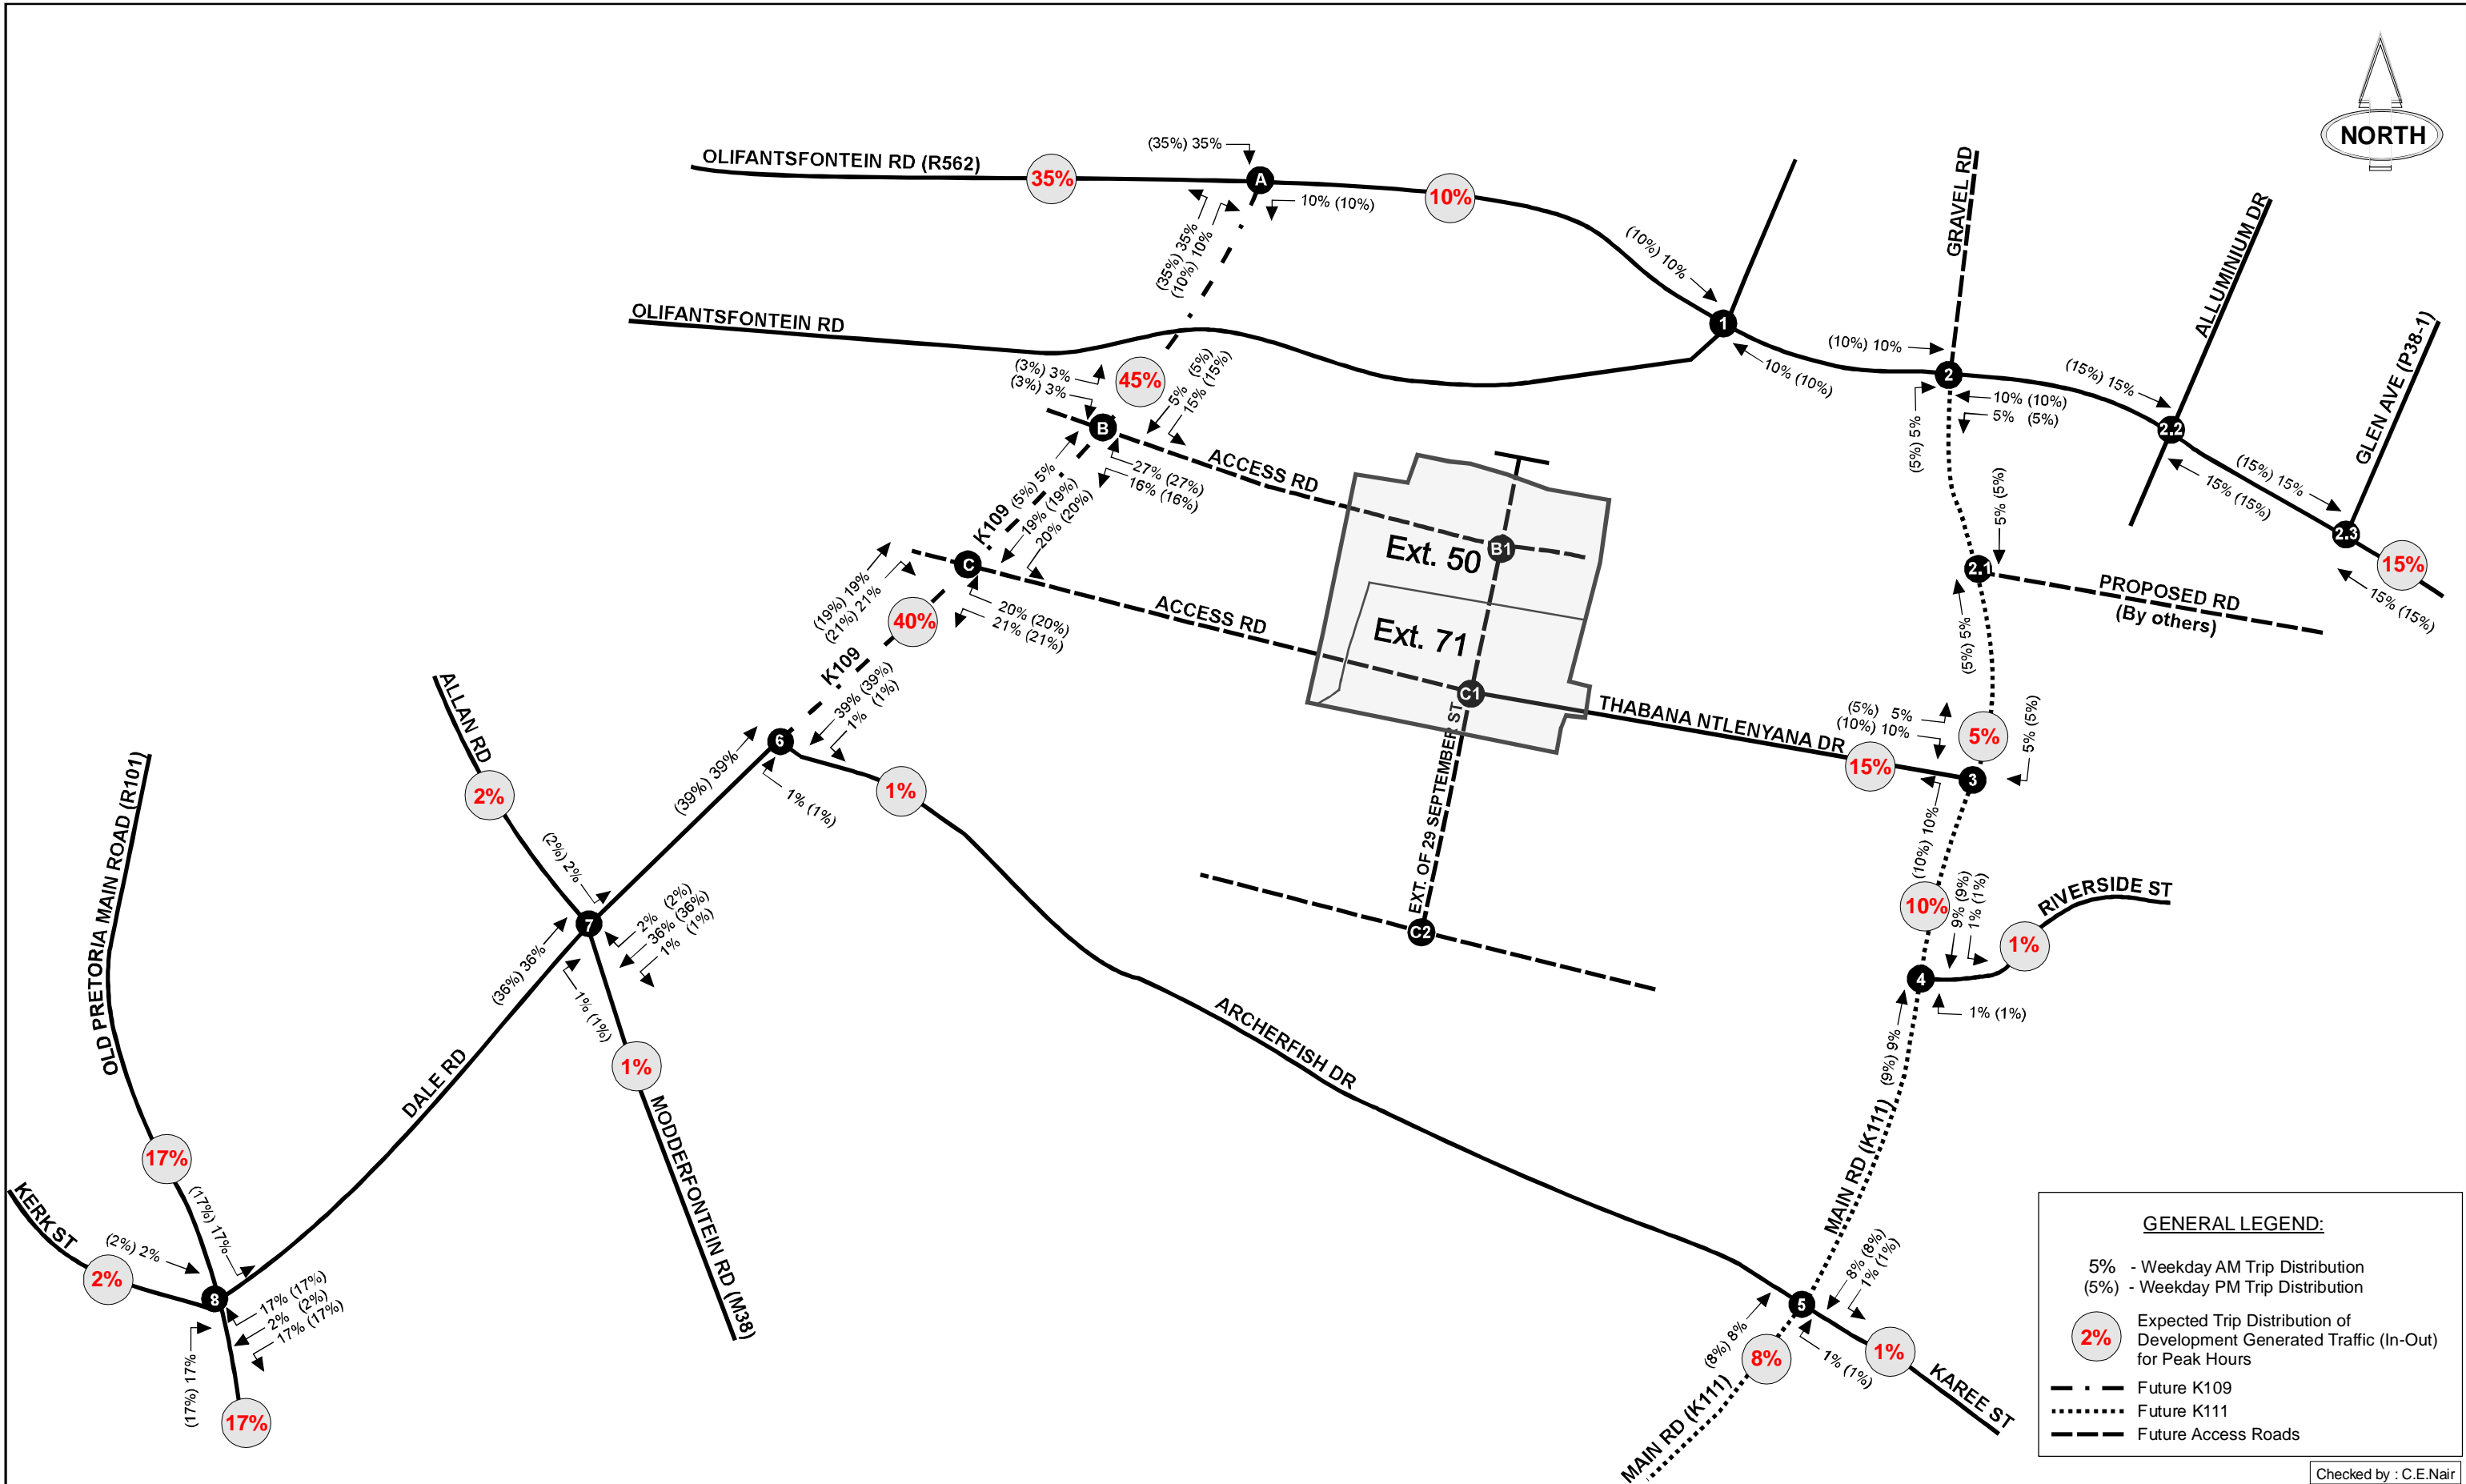 NORTH
OLIFANTSFONTEIN RD (R562)
35%
(35%) 35%
A
10% (10%)
10%
(35%) 35%
(10%) 10%
(10%) 10%
1
10% (10%)
GRAVEL RD
(10%) 10%
2
10% (10%)
5% (5%)
(5%) 5%
ALLUMINIUM DR
(15%) 15%
2.2
15% (15%)
GLEN AVE (P38-1)
(15%) 15%
2.3
15%
15% (15%)
OLIFANTSFONTEIN RD
45%
(3%) 3%
(3%) 3%
5% (5%)
15% (15%)
B
ACCESS RD
27% (27%)
16% (16%)
K109
(5%) 5%
19% (19%)
20% (20%)
C
ACCESS RD
(19%) 19%
(21%) 21%
20% (20%)
21% (21%)
40%
K109
Ext. 50
B1
Ext. 71
C1
5% (5%)
2.1
PROPOSED RD
(By others)
(5%) 5%
THABANA NTLENYANA DR
(5%) 5%
(10%) 10%
5%
5% (5%)
15%
3
(10%) 10%
10%
9% (9%)
1% (1%)
RIVERSIDE ST
1%
4
1% (1%)
(9%) 9%
EXT. OF 29 SEPTEMBER ST
C2
ALLAN RD
2%
(2%) 2%
39% (39%)
1% (1%)
6
(39%) 39%
1% (1%)
1%
7
2% (2%)
36% (36%)
1% (1%)
(36%) 36%
1% (1%)
1%
MODDERFONTEIN RD (M38)
DALE RD
ARCHERFISH DR
OLD PRETORIA MAIN ROAD (R101)
17%
(17%) 17%
KERK ST
(2%) 2%
2%
8
17% (17%)
2% (2%)
17% (17%)
(17%) 17%
17%
MAIN RD (K111)
8% (8%)
1% (1%)
5
(8%) 8%
8%
1% (1%)
1%
KAREE ST
MAIN RD (K111)
GENERAL LEGEND:
5% - Weekday AM Trip Distribution
(5%) - Weekday PM Trip Distribution
2%
Expected Trip Distribution of
Development Generated Traffic (In-Out)
for Peak Hours
Future K109
Future K111
Future Access Roads
Checked by : C.E.Nair